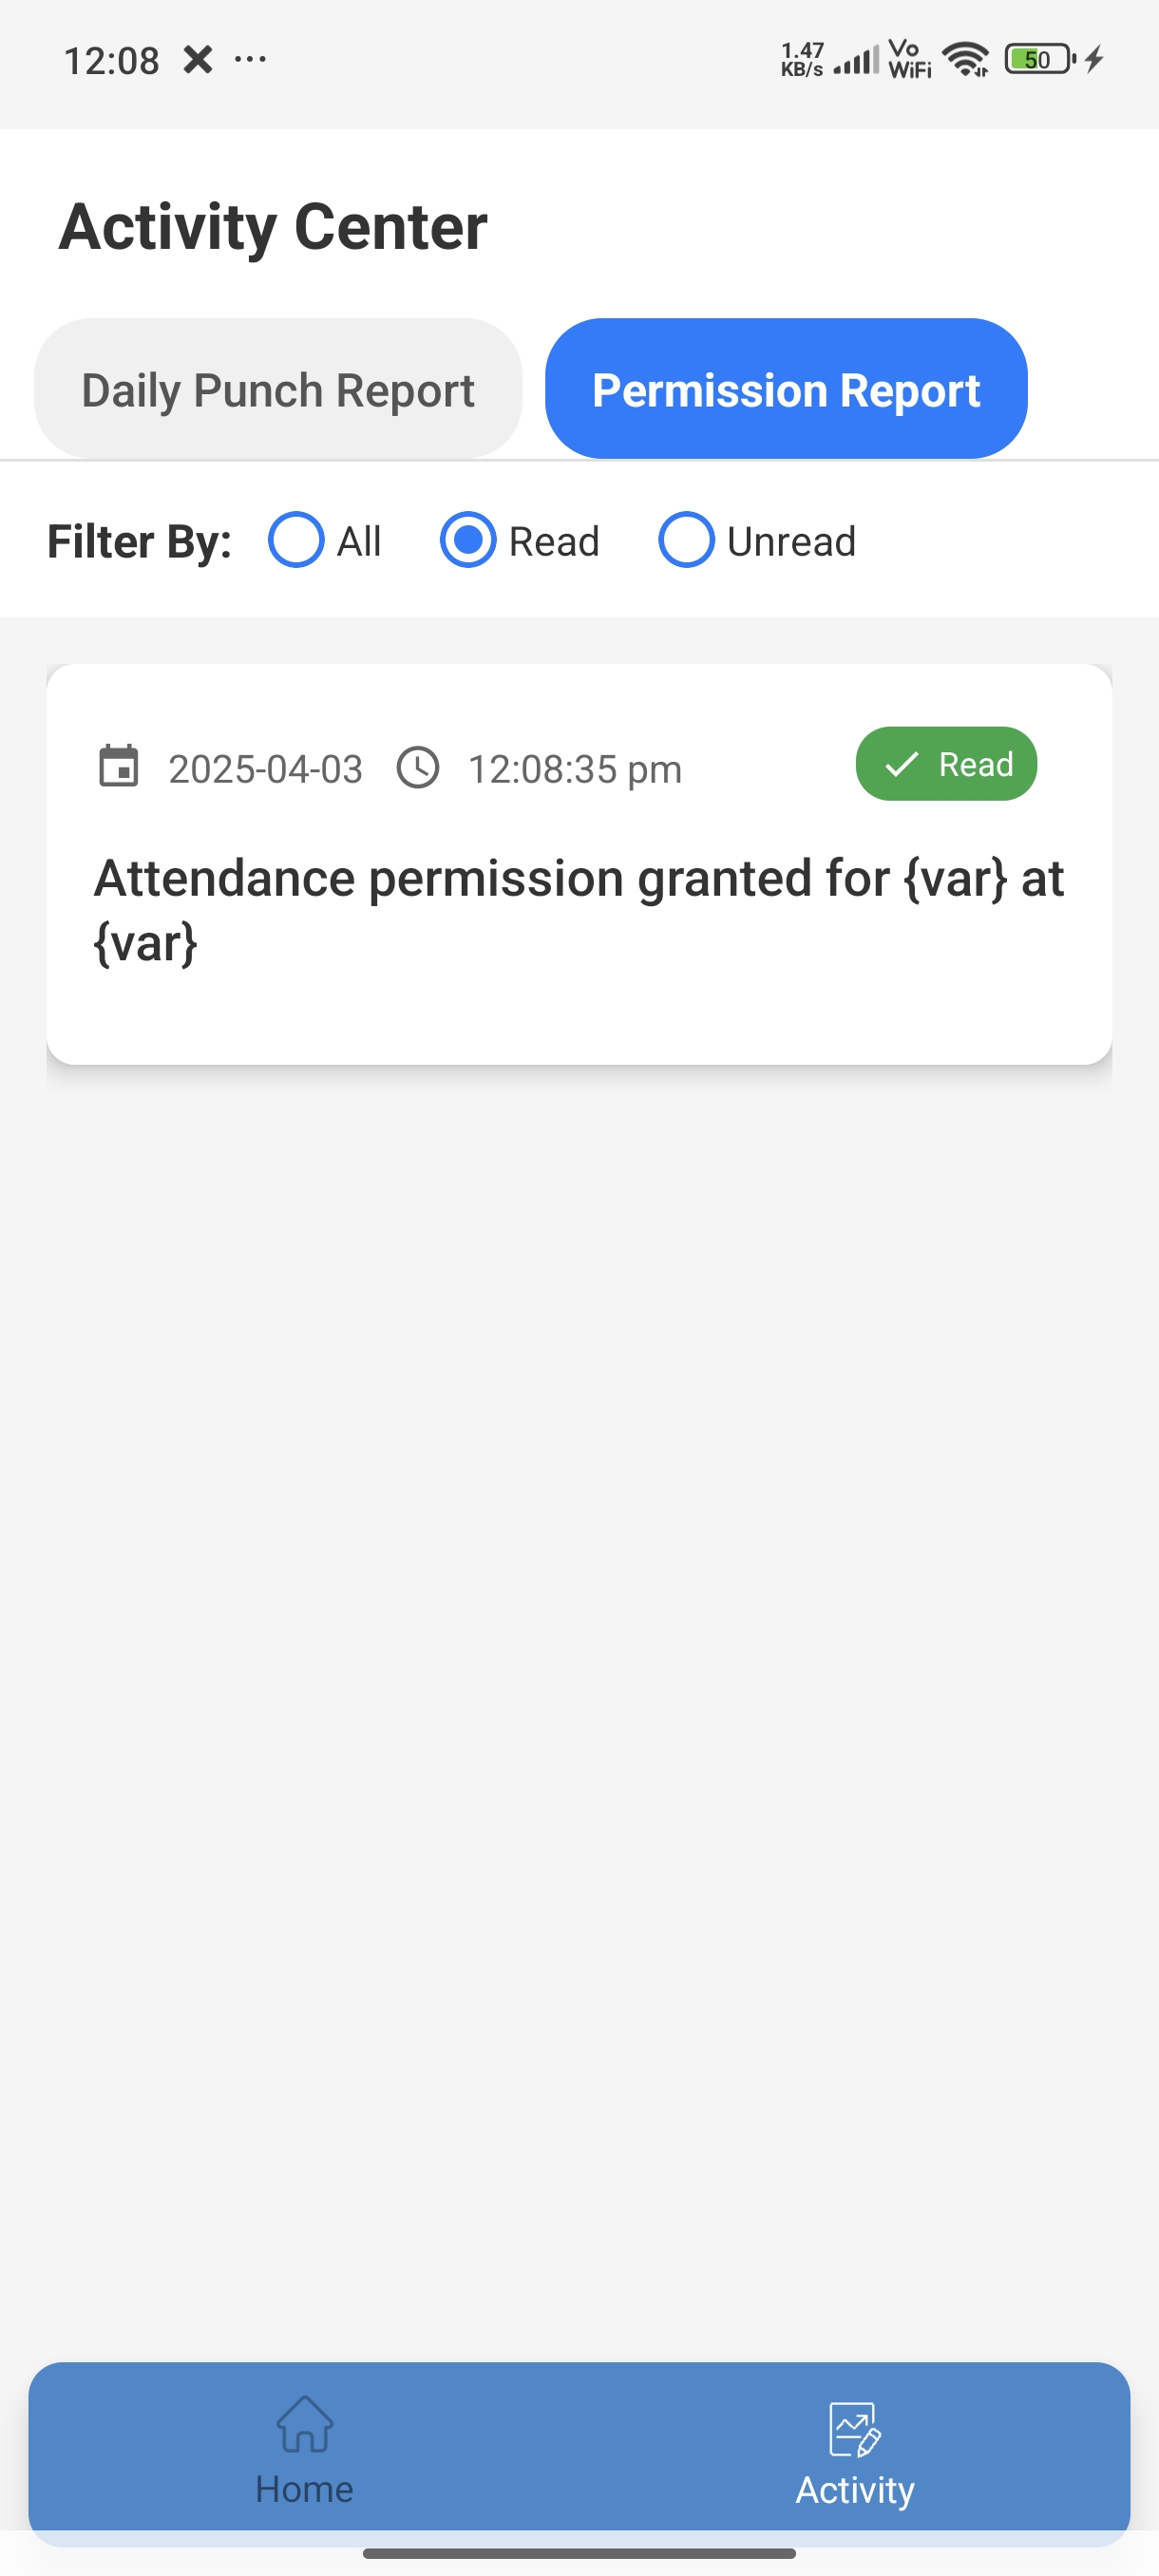 12:08 ...
1.47 KB/s Vo WiFi 50
Activity Center
Daily Punch Report Permission Report
Filter By: All Read Unread
2025-04-03 12:08:35 pm Read
Attendance permission granted for {var} at
{var}
Home Activity